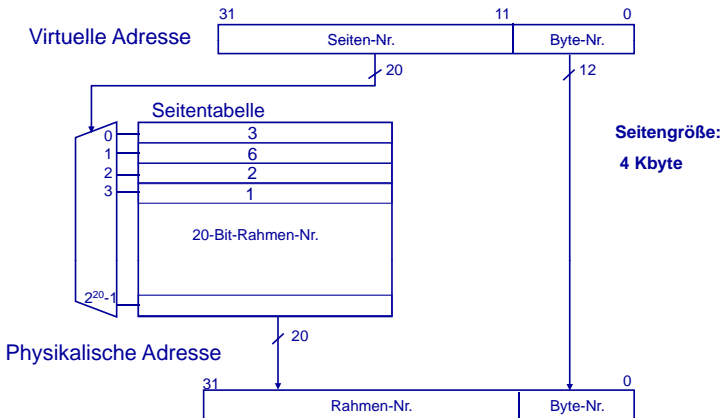 31 11 0
Virtuelle Adresse
Seiten-Nr. Byte-Nr.
20 12
Seitentabelle
0 3
1 6
2 2
3 1
Seitengröße:
4 Kbyte
20-Bit-Rahmen-Nr.
2²⁰-1
20
Physikalische Adresse
31 0
Rahmen-Nr. Byte-Nr.